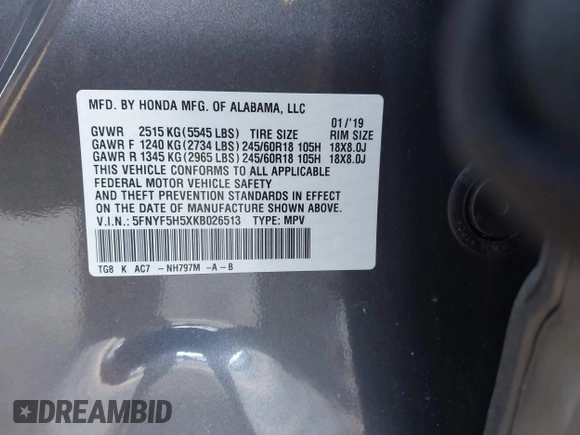 MFD. BY HONDA MFG. OF ALABAMA, LLC
01/'19
GVWR 2515 KG (5545 LBS) TIRE SIZE RIM SIZE
GAWR F 1240 KG (2734 LBS) 245/60R18 105H 18X8.0J
GAWR R 1345 KG (2965 LBS) 245/60R18 105H 18X8.0J
THIS VEHICLE CONFORMS TO ALL APPLICABLE
FEDERAL MOTOR VEHICLE SAFETY
AND THEFT PREVENTION STANDARDS IN EFFECT
ON THE DATE OF MANUFACTURE SHOWN ABOVE.
V.I.N.: 5FNYF5H5XKB026513 TYPE: MPV
TG8 K AC7 -NH797M -A-B
DREAMBID